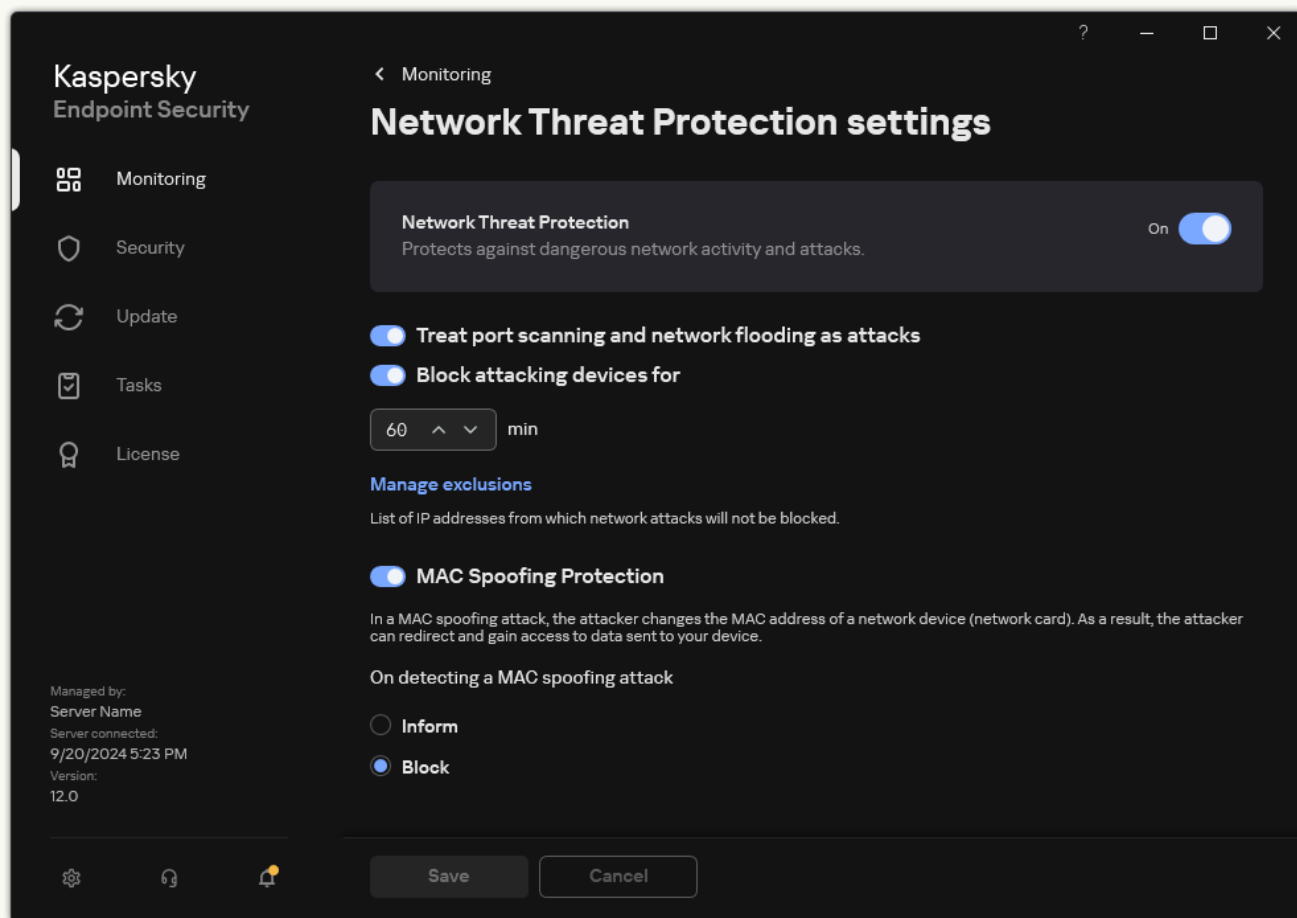 ?
Kaspersky
Endpoint Security
Monitoring
Security
Update
Tasks
License
Managed by:
Server Name
Server connected:
9/20/2024 5:23 PM
Version:
12.0
Monitoring
Network Threat Protection settings
Network Threat Protection
Protects against dangerous network activity and attacks.
On
Treat port scanning and network flooding as attacks
Block attacking devices for
60 min
Manage exclusions
List of IP addresses from which network attacks will not be blocked.
MAC Spoofing Protection
In a MAC spoofing attack, the attacker changes the MAC address of a network device (network card). As a result, the attacker
can redirect and gain access to data sent to your device.
On detecting a MAC spoofing attack
Inform
Block
Save
Cancel